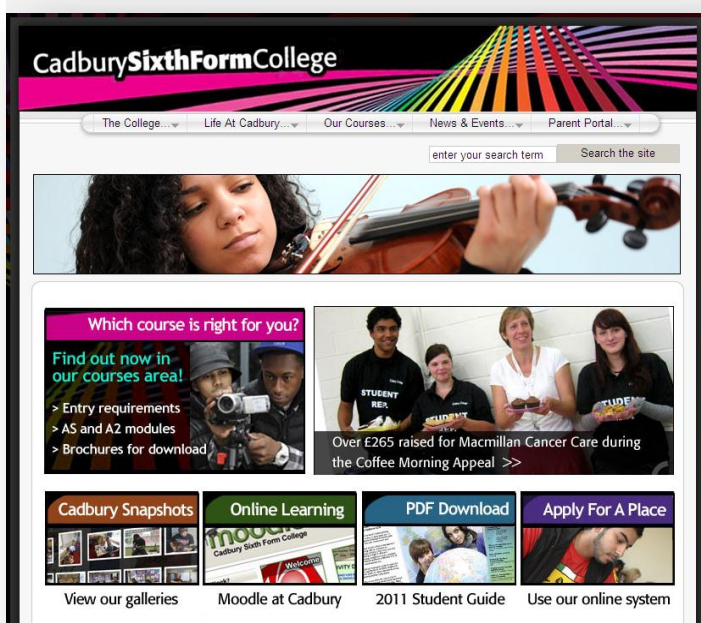 CadburySixthFormCollege
The College... Life At Cadbury... Our Courses... News & Events... Parent Portal...
enter your search term Search the site
Which course is right for you?
Find out now in
our courses area!
> Entry requirements
> AS and A2 modules
> Brochures for download
STUDENT
REP.
STUDENT
STUDENT
Over £265 raised for Macmillan Cancer Care during
the Coffee Morning Appeal >>
Cadbury Snapshots Online Learning PDF Download Apply For A Place
moodle
Cadbury Sixth Form College
Welcome
View our galleries Moodle at Cadbury 2011 Student Guide Use our online system